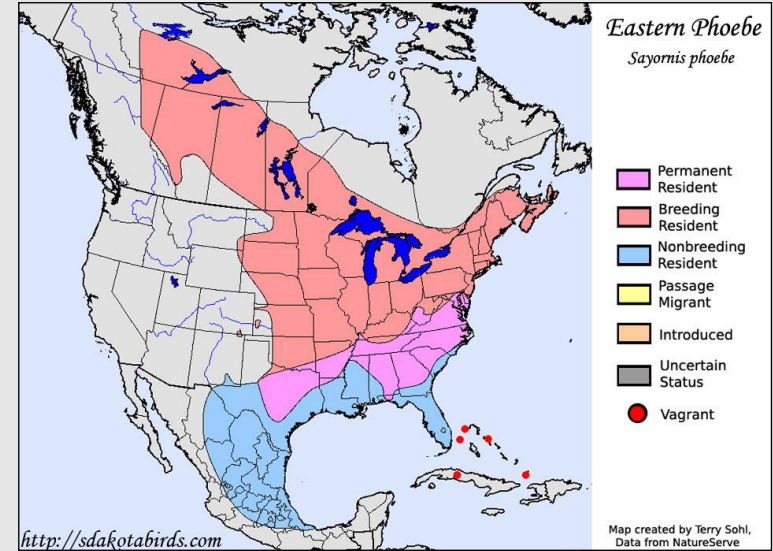 Eastern Phoebe
Sayornis phoebe
Permanent
Resident
Breeding
Resident
Nonbreeding
Resident
Passage
Migrant
Introduced
Uncertain
Status
Vagrant
http://sdakotabirds.com
Map created by Terry Sohl,
Data from NatureServe